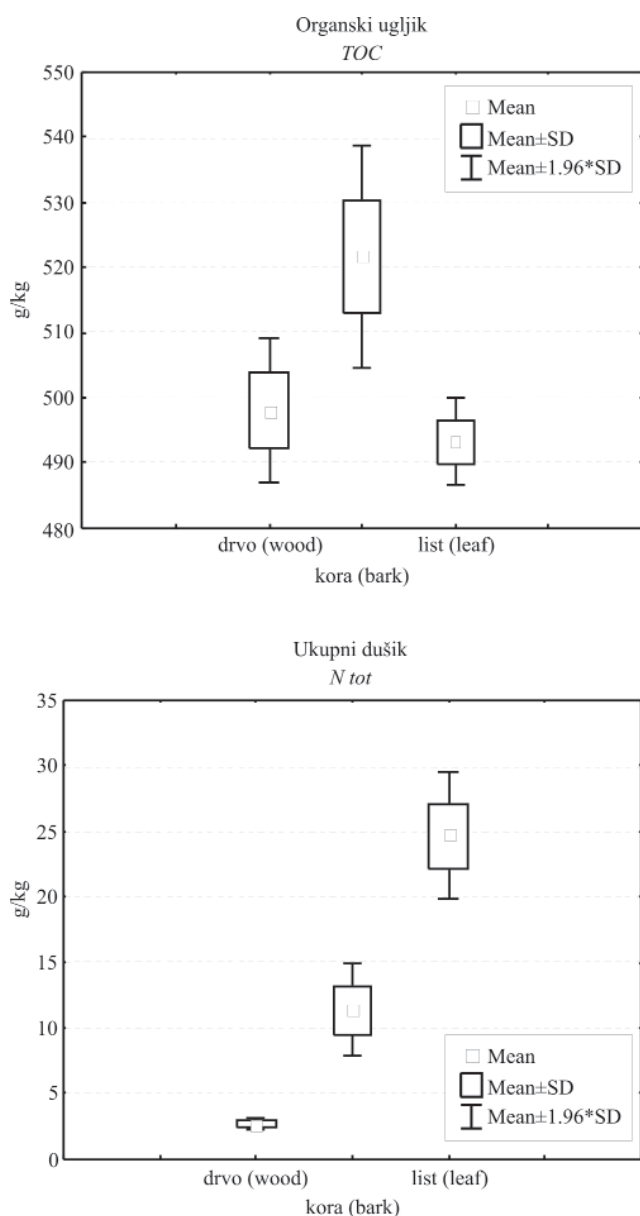 Organski ugljik
TOC
550
540
530
520
510
500
490
480
g/kg
Mean
Mean±SD
Mean±1.96*SD
drvo (wood)
list (leaf)
kora (bark)
Ukupni dušik
N tot
35
30
25
20
15
10
5
0
g/kg
Mean
Mean±SD
Mean±1.96*SD
drvo (wood)
list (leaf)
kora (bark)